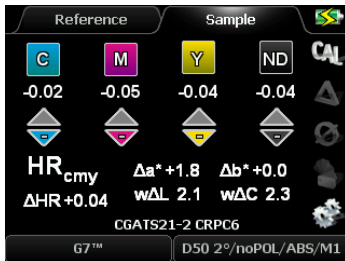 Reference Sample
C M Y ND CAL
-0.02 -0.05 -0.04 -0.04
HRcmy Δa* +1.8 Δb* +0.0
ΔHR +0.04 wΔL 2.1 wΔC 2.3
CGATS21-2 CRPC6
G7™ D50 2°/noPOL/ABS/M1